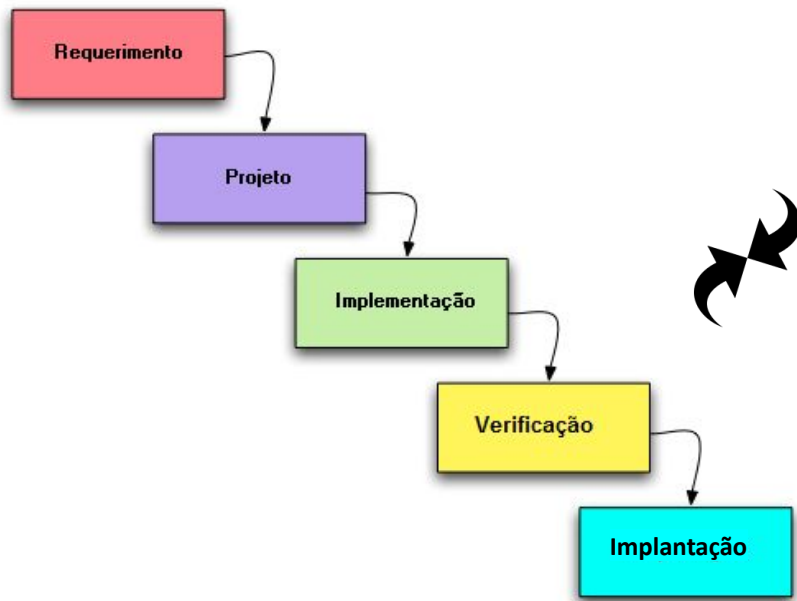 Requerimento
Projeto
Implementação
Verificação
Implantação